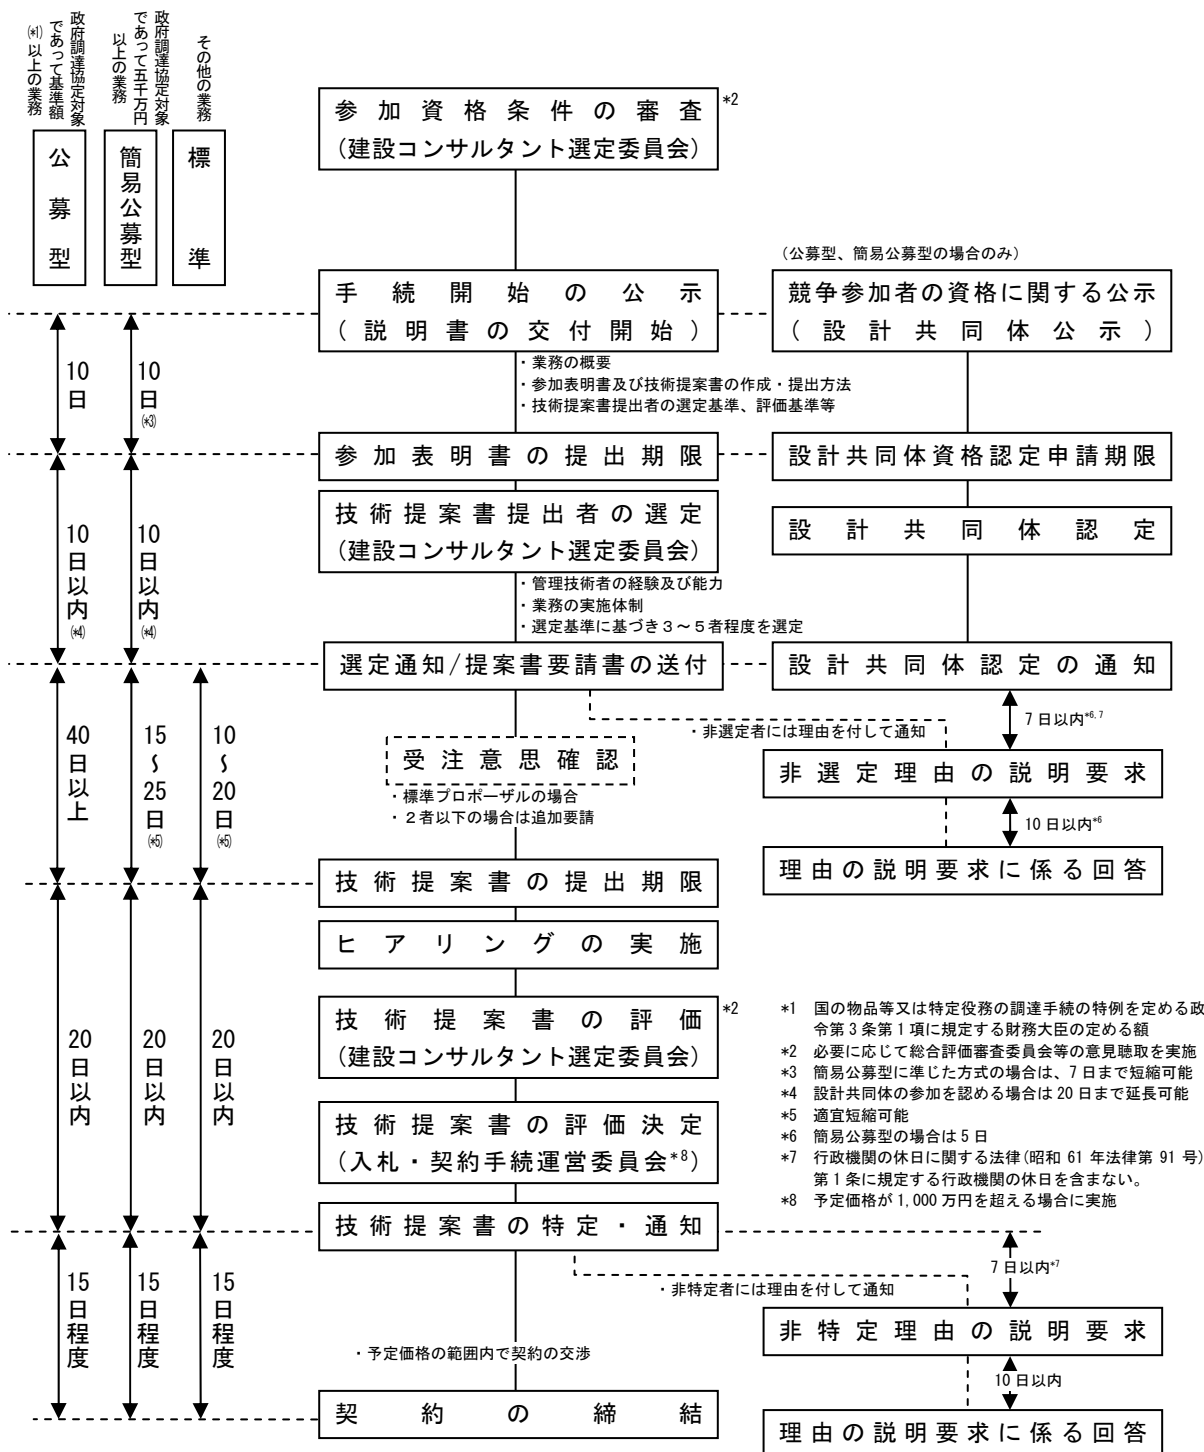 政府調達協定対象
であって基準額
(*1)以上の業務
公募型
政府調達協定対象
であって五千万円
以上の業務
簡易公募型
その他の業務
標準
参加資格条件の審査
(建設コンサルタント選定委員会)
*2
(公募型、簡易公募型の場合のみ)
手続開始の公示
(説明書の交付開始)
競争参加者の資格に関する公示
(設計共同体公示)
・業務の概要
・参加表明書及び技術提案書の作成・提出方法
・技術提案書提出者の選定基準、評価基準等
10日
10日(*3)
参加表明書の提出期限
設計共同体資格認定申請期限
技術提案書提出者の選定
(建設コンサルタント選定委員会)
設計共同体認定
10日以内(*4)
10日以内(*4)
・管理技術者の経験及び能力
・業務の実施体制
・選定基準に基づき3~5者程度を選定
選定通知/提案書要請書の送付
設計共同体認定の通知
7日以内*6,7
・非選定者には理由を付して通知
40日以上
15~25日(*5)
10~20日(*5)
受注意思確認
非選定理由の説明要求
・標準プロポーザルの場合
・2者以下の場合は追加要請
10日以内*6
技術提案書の提出期限
理由の説明要求に係る回答
ヒアリングの実施
技術提案書の評価
(建設コンサルタント選定委員会)
*2
20日以内
20日以内
20日以内
技術提案書の評価決定
(入札・契約手続運営委員会*8)
*1 国の物品等又は特定役務の調達手続の特例を定める政
令第3条第1項に規定する財務大臣の定める額
*2 必要に応じて総合評価審査委員会等の意見聴取を実施
*3 簡易公募型に準じた方式の場合は、7日まで短縮可能
*4 設計共同体の参加を認める場合は20日まで延長可能
*5 適宜短縮可能
*6 簡易公募型の場合は5日
*7 行政機関の休日に関する法律(昭和61年法律第91号)
第1条に規定する行政機関の休日を含まない。
*8 予定価格が1,000万円を超える場合に実施
技術提案書の特定・通知
7日以内*7
・非特定者には理由を付して通知
15日程度
15日程度
15日程度
非特定理由の説明要求
・予定価格の範囲内で契約の交渉
10日以内
契約の締結
理由の説明要求に係る回答